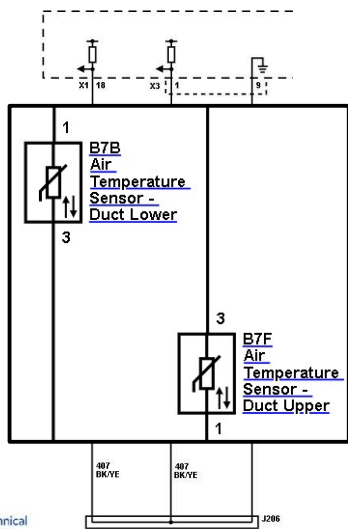 X1 18
X3 1
9
1
B7B
Air
Temperature
Sensor -
Duct Lower
3
3
B7F
Air
Temperature
Sensor -
Duct Upper
1
407
BK/YE
407
BK/YE
J206
hnical